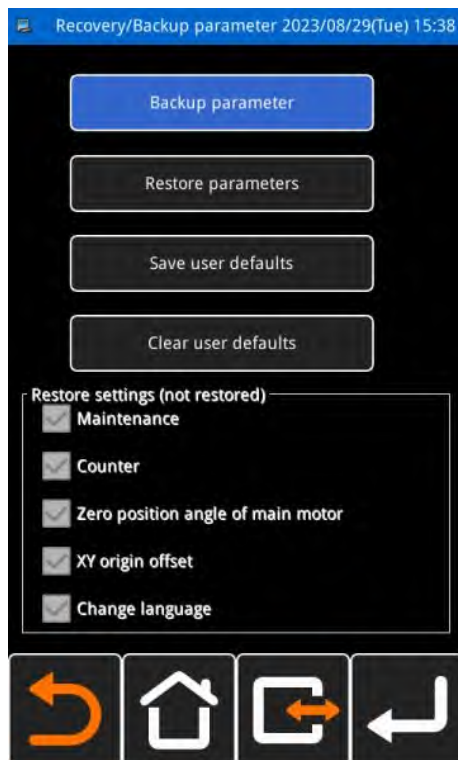 Recovery/Backup parameter 2023/08/29(Tue) 15:38
Backup parameter
Restore parameters
Save user defaults
Clear user defaults
Restore settings (not restored)
Maintenance
Counter
Zero position angle of main motor
XY origin offset
Change language